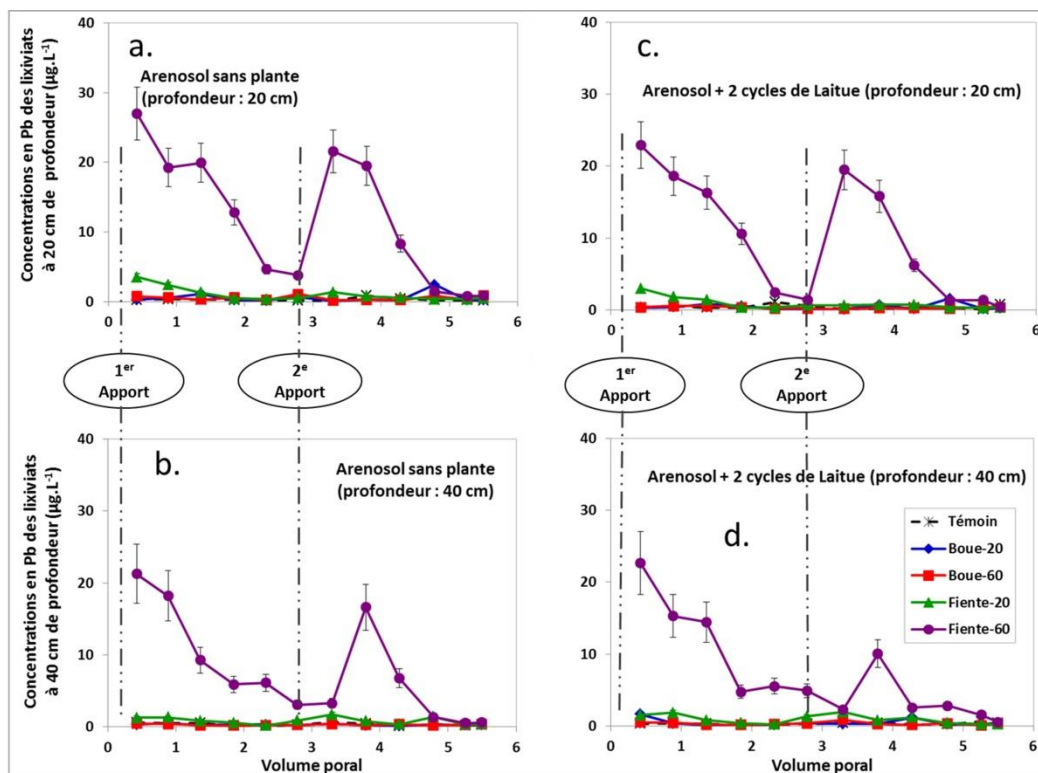 Concentrations en Pb des lixiviats
à 20 cm de profondeur (µg.L-1)
40
30
20
10
0
a.
Arenosol sans plante
(profondeur : 20 cm)
0 1 2 3 4 5 6
40
30
20
10
0
c.
Arenosol + 2 cycles de Laitue (profondeur : 20 cm)
0 1 2 3 4 5 6
1er
Apport
2e
Apport
1er
Apport
2e
Apport
Concentrations en Pb des lixiviats
à 40 cm de profondeur (µg.L-1)
40
30
20
10
0
b.
Arenosol sans plante
(profondeur : 40 cm)
0 1 2 3 4 5 6
Volume poral
40
30
20
10
0
Arenosol + 2 cycles de Laitue (profondeur : 40 cm)
d.
Témoin
Boue-20
Boue-60
Fiente-20
Fiente-60
0 1 2 3 4 5 6
Volume poral